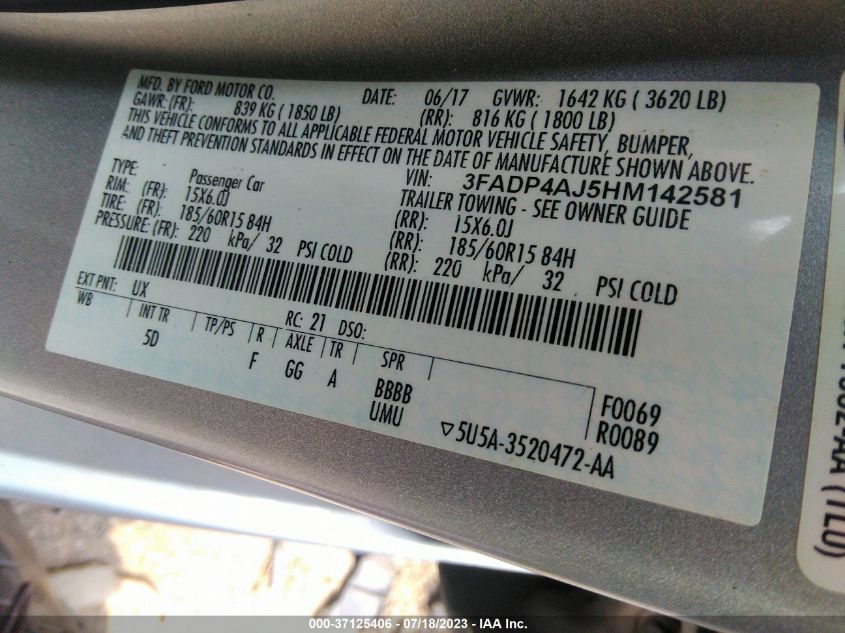 MFD. BY FORD MOTOR CO. DATE: 06/17 GVWR: 1642 KG ( 3620 LB)
GAWR: (FR): 839 KG ( 1850 LB) (RR): 816 KG ( 1800 LB)
THIS VEHICLE CONFORMS TO ALL APPLICABLE FEDERAL MOTOR VEHICLE SAFETY, BUMPER,
AND THEFT PREVENTION STANDARDS IN EFFECT ON THE DATE OF MANUFACTURE SHOWN ABOVE.
VIN: 3FADP4AJ5HM142581
TYPE: Passenger Car TRAILER TOWING - SEE OWNER GUIDE
RIM: (FR): 15X6.0J (RR): 15X6.0J
TIRE: (FR): 185/60R15 84H (RR): 185/60R15 84H
PRESSURE: (FR): 220 kPa/ 32 PSI COLD (RR): 220 kPa/ 32 PSI COLD
EXT PNT: UX RC: 21 DSO:
WB INT TR TP/PS R AXLE TR SPR
5D F GG A BBBB F0069
UMU R0089
▽5U5A-3520472-AA
AA (TLD)
000-37125406 - 07/18/2023 - IAAI.com